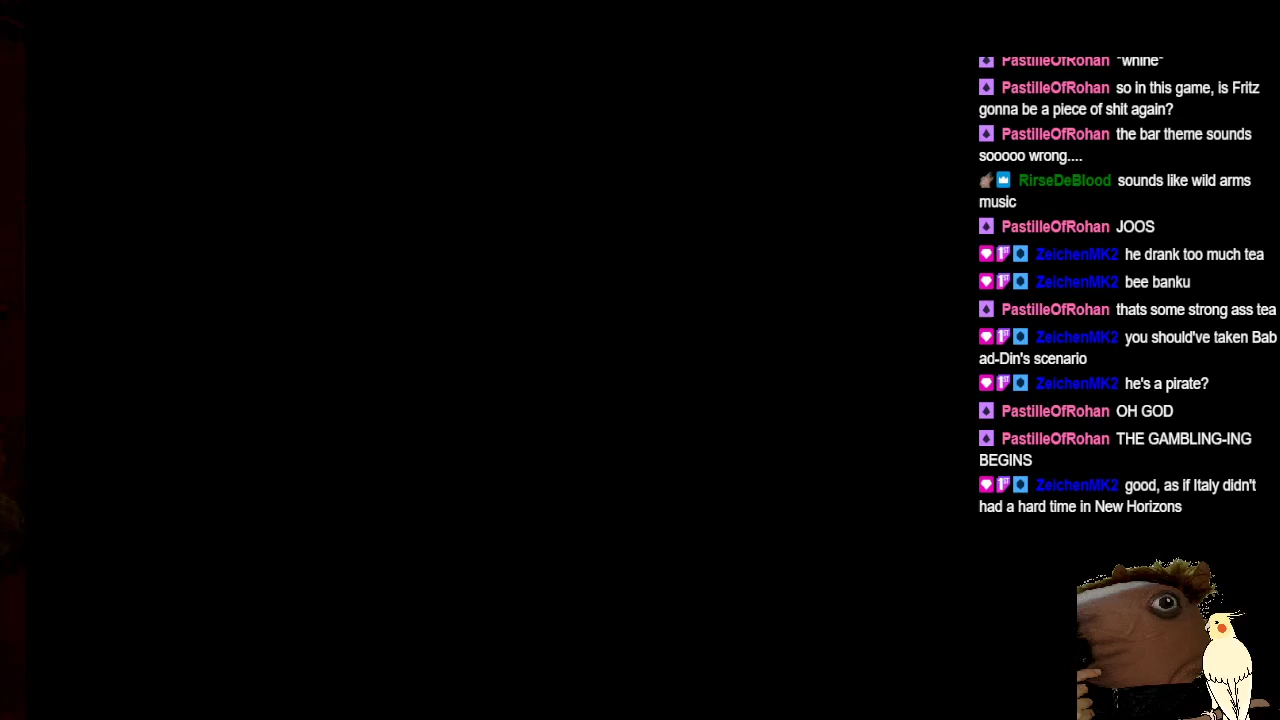 PastilleOfRohan *whine*
PastilleOfRohan so in this game, is Fritz
gonna be a piece of shit again?
PastilleOfRohan the bar theme sounds
sooooo wrong....
RirseDeBlood sounds like wild arms
music
PastilleOfRohan JOOS
ZeichenMK2 he drank too much tea
ZeichenMK2 bee banku
PastilleOfRohan thats some strong ass tea
ZeichenMK2 you should've taken Bab
ad-Din's scenario
ZeichenMK2 he's a pirate?
PastilleOfRohan OH GOD
PastilleOfRohan THE GAMBLING-ING
BEGINS
ZeichenMK2 good, as if Italy didn't
had a hard time in New Horizons